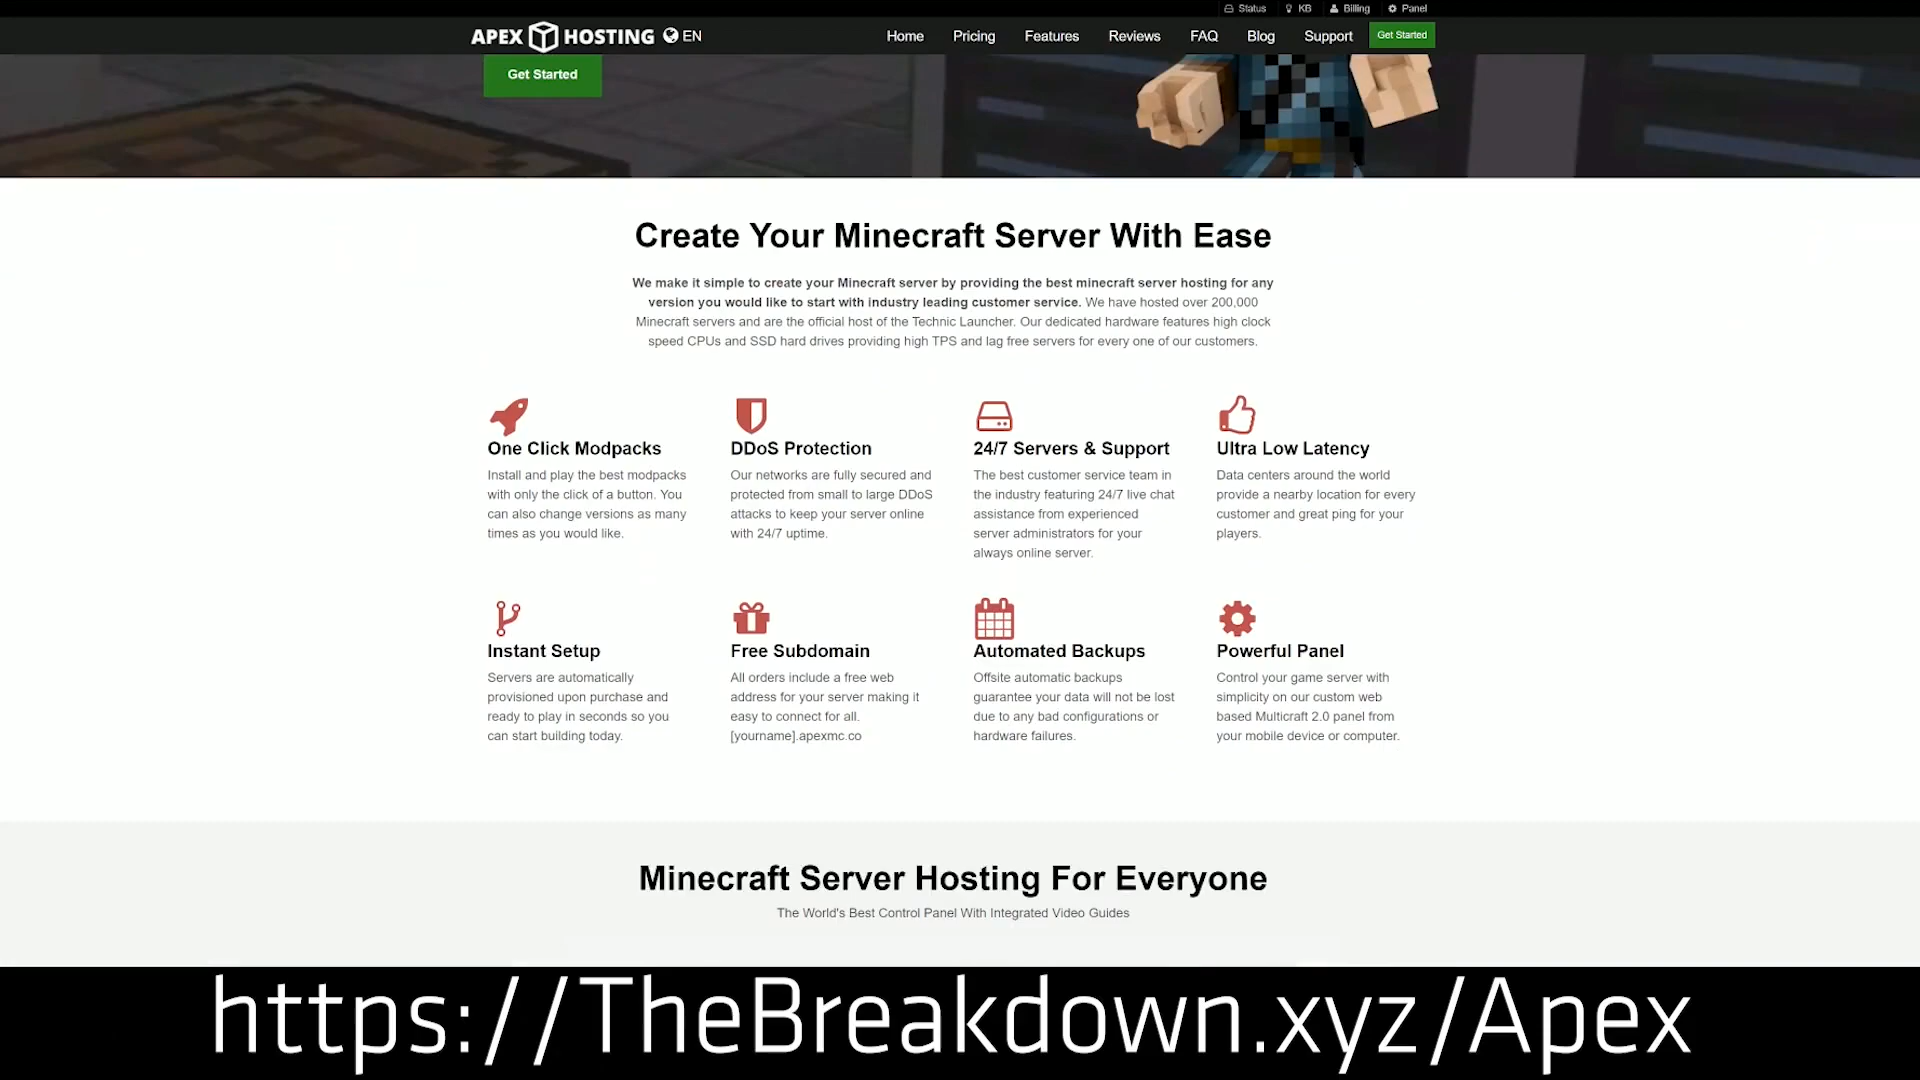 Status KB Billing Panel
APEX HOSTING EN Home Pricing Features Reviews FAQ Blog Support Get Started
Get Started
Create Your Minecraft Server With Ease
We make it simple to create your Minecraft server by providing the best minecraft server hosting for any
version you would like to start with industry leading customer service. We have hosted over 200,000
Minecraft servers and are the official host of the Technic Launcher. Our dedicated hardware features high clock
speed CPUs and SSD hard drives providing high TPS and lag free servers for every one of our customers.
One Click Modpacks
Install and play the best modpacks
with only the click of a button. You
can also change versions as many
times as you would like.
DDoS Protection
Our networks are fully secured and
protected from small to large DDoS
attacks to keep your server online
with 24/7 uptime.
24/7 Servers & Support
The best customer service team in
the industry featuring 24/7 live chat
assistance from experienced
server administrators for your
always online server.
Ultra Low Latency
Data centers around the world
provide a nearby location for every
customer and great ping for your
players.
Instant Setup
Servers are automatically
provisioned upon purchase and
ready to play in seconds so you
can start building today.
Free Subdomain
All orders include a free web
address for your server making it
easy to connect for all.
[yourname].apexmc.co
Automated Backups
Offsite automatic backups
guarantee your data will not be lost
due to any bad configurations or
hardware failures.
Powerful Panel
Control your game server with
simplicity on our custom web
based Multicraft 2.0 panel from
your mobile device or computer.
Minecraft Server Hosting For Everyone
The World's Best Control Panel With Integrated Video Guides
https://TheBreakdown.xyz/Apex